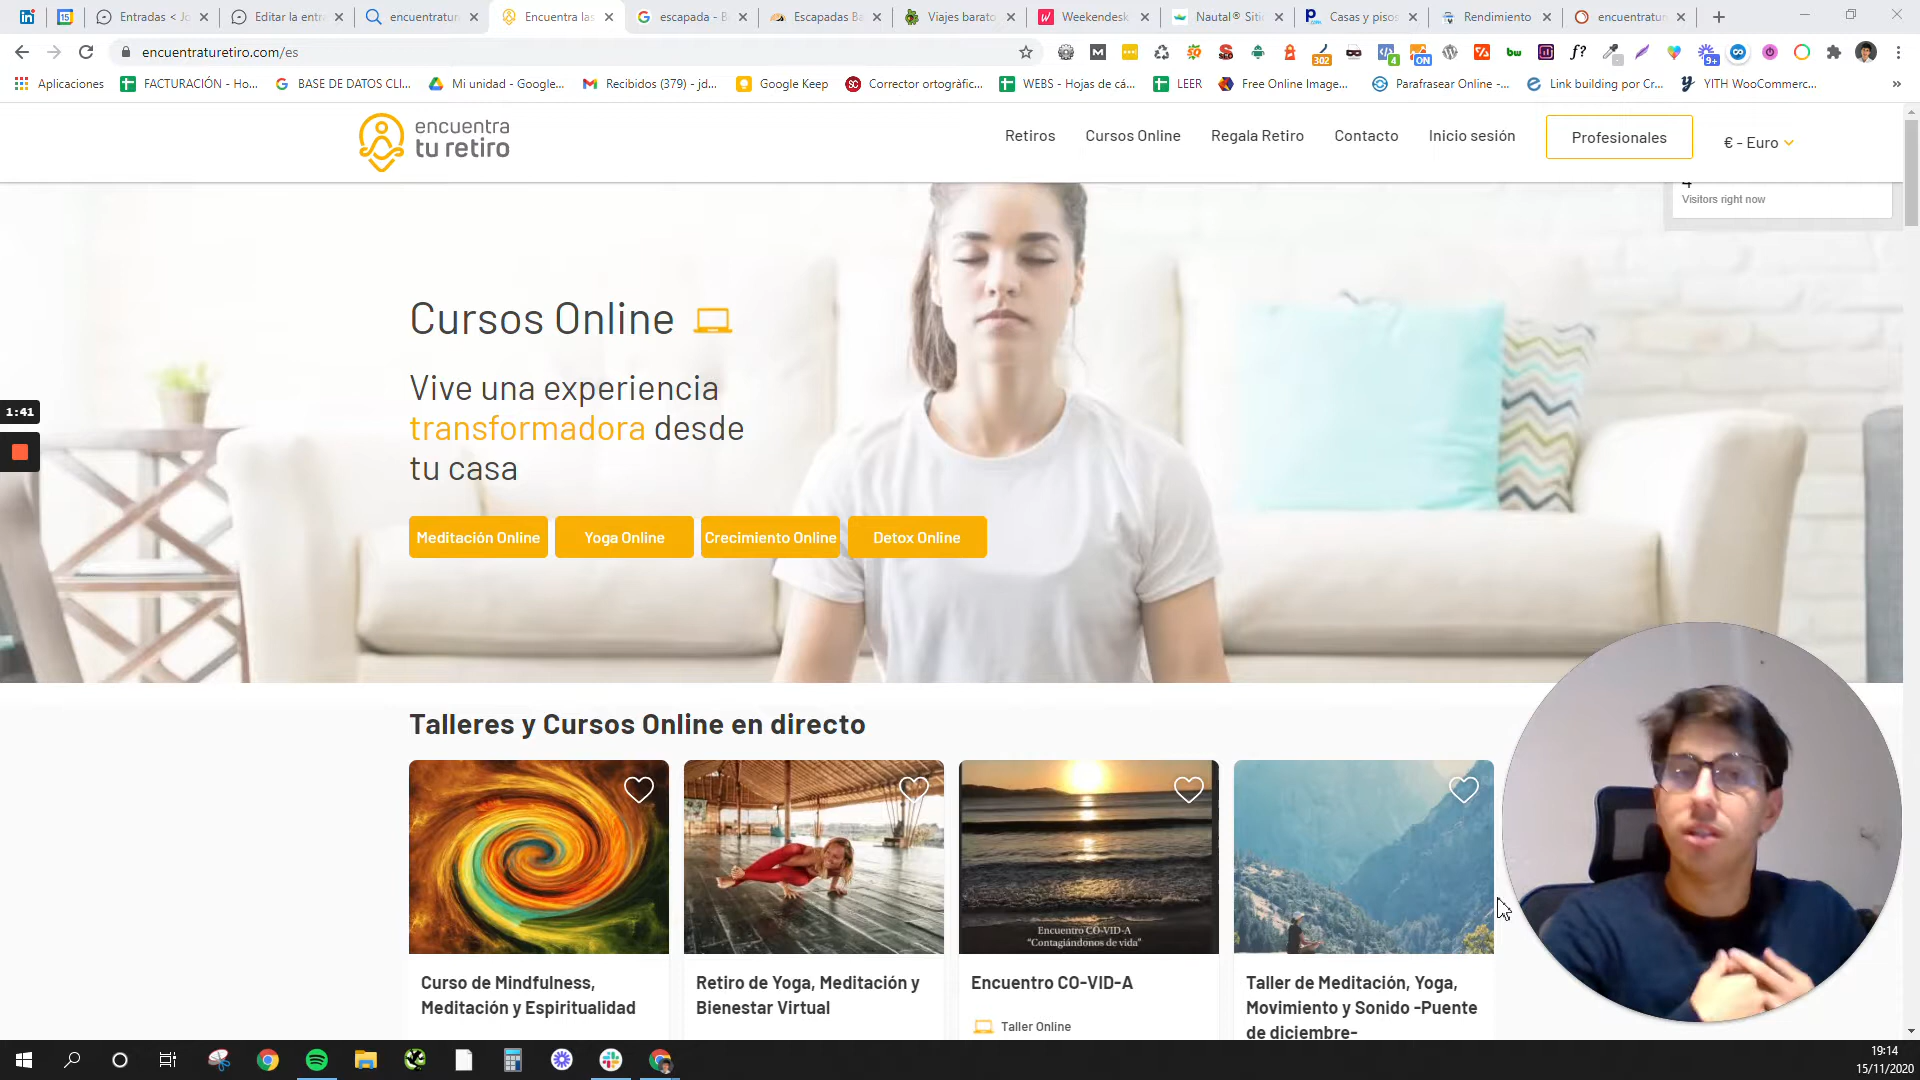 Entradas < Jo
Editar la entr
encuentratur
Encuentra las
escapada - B
Escapadas Ba
Viajes barato
Weekendesk
Nautal® Siti
Casas y pisos
Rendimiento
encuentratur
encuentraturetiro.com/es
302
4
ON
9+
Aplicaciones
FACTURACIÓN - Ho...
BASE DE DATOS CLI...
Mi unidad - Google...
Recibidos (379) - jd...
Google Keep
Corrector ortogràfic...
WEBS - Hojas de cá...
LEER
Free Online Image...
Parafrasear Online -...
Link building por Cr...
YITH WooCommerc...
encuentra
tu retiro
Retiros
Cursos Online
Regala Retiro
Contacto
Inicio sesión
Profesionales
€ - Euro
Visitors right now
Cursos Online
Vive una experiencia
transformadora desde
tu casa
1:41
Meditación Online
Yoga Online
Crecimiento Online
Detox Online
Talleres y Cursos Online en directo
Encuentro CO-VID-A
"Contagiándonos de vida"
Curso de Mindfulness,
Meditación y Espiritualidad
Retiro de Yoga, Meditación y
Bienestar Virtual
Encuentro CO-VID-A
Taller Online
Taller de Meditación, Yoga,
Movimiento y Sonido -Puente
de diciembre-
19:14
15/11/2020